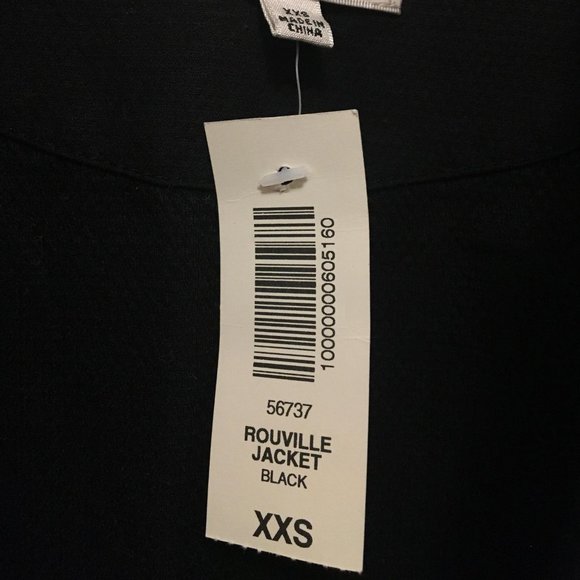 XXS
MADE IN
CHINA
10000000605160
56737
ROUVILLE
JACKET
BLACK
XXS